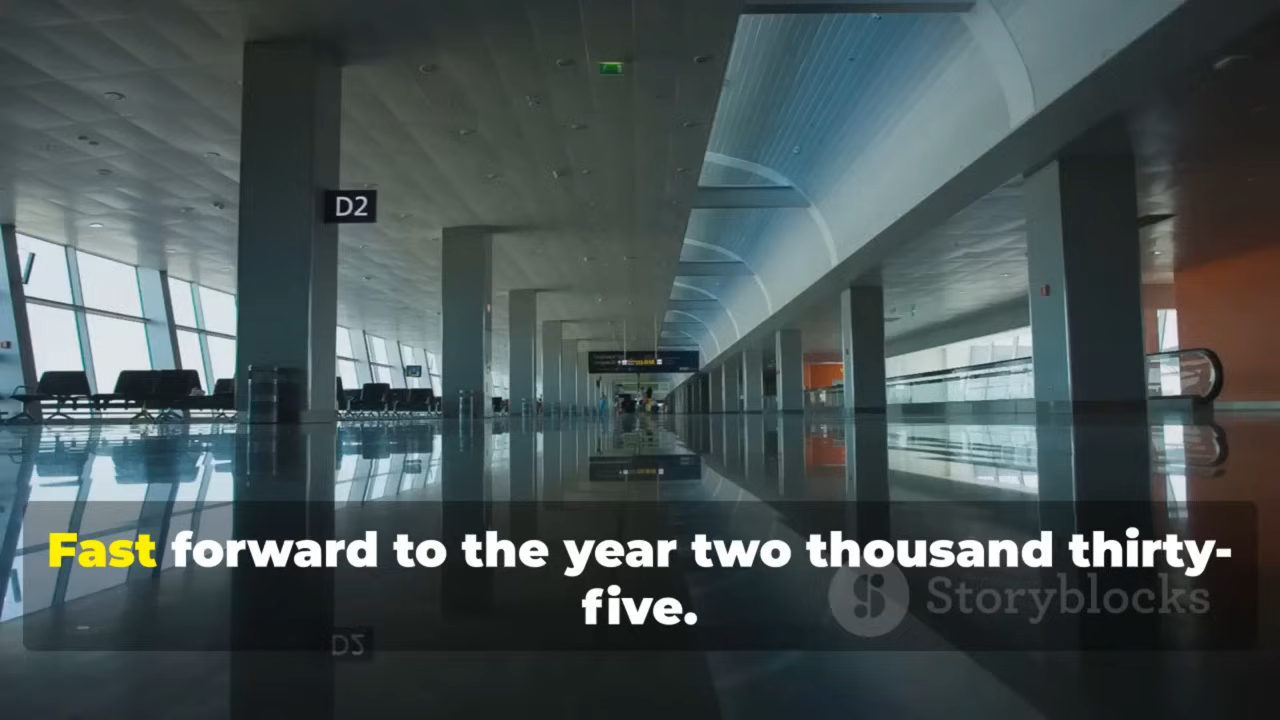 D2
Fast forward to the year two thousand thirty-
five.
Storyblocks